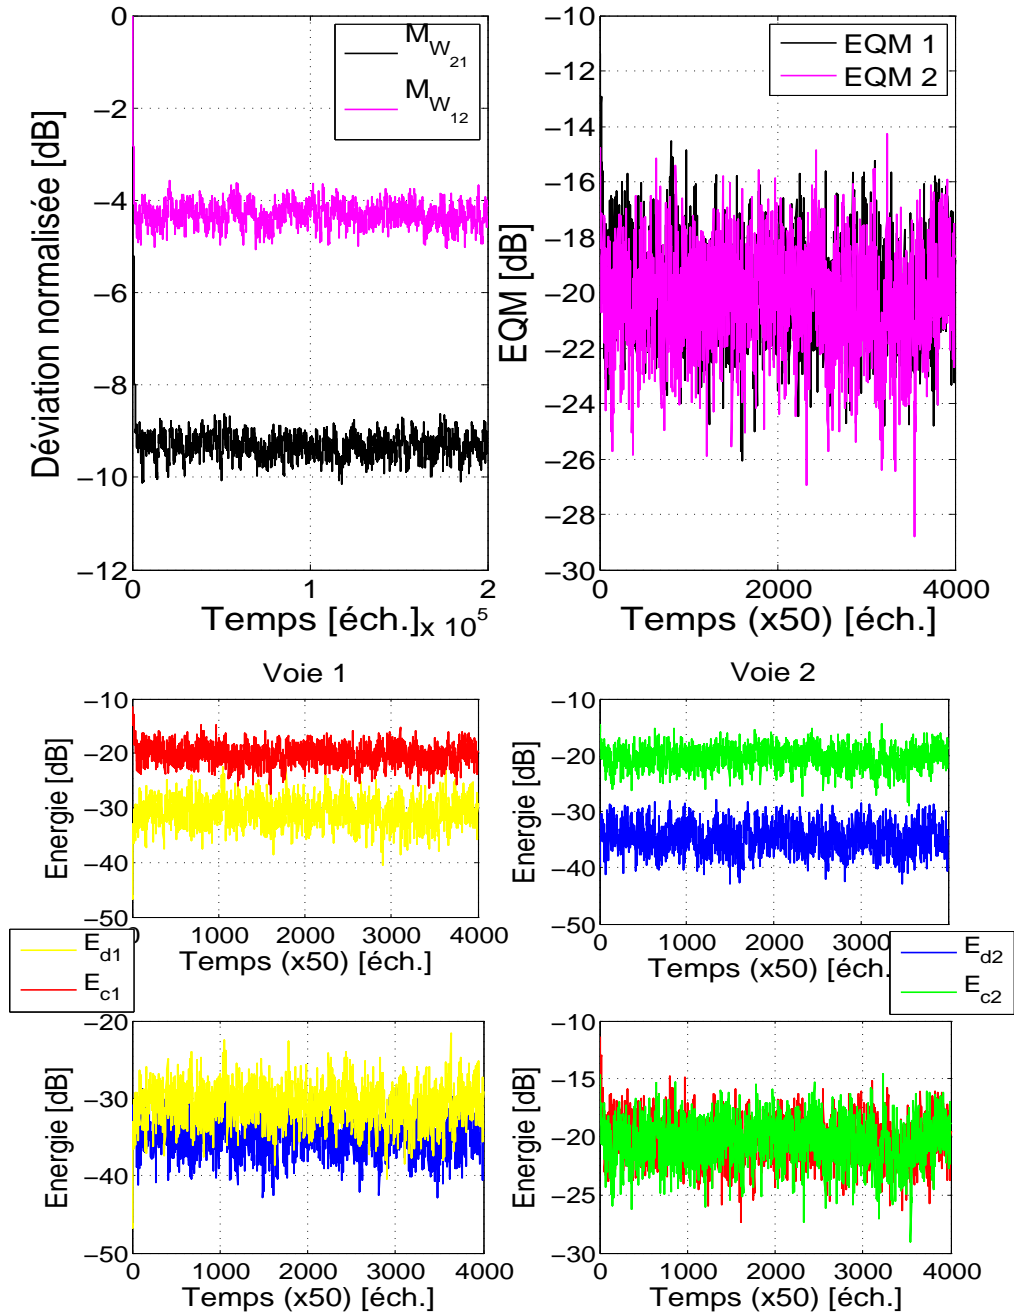 Déviation normalisée [dB]
0
−2
−4
−6
−8
−10
−12
0
1
2
Temps [éch.]
x 10^5
M_W_21
M_W_12
EQM [dB]
−10
−12
−14
−16
−18
−20
−22
−24
−26
−28
−30
0
2000
4000
Temps (x50) [éch.]
EQM 1
EQM 2
Voie 1
Energie [dB]
−10
−20
−30
−40
−50
0
1000
2000
3000
4000
Temps (x50) [éch.]
Voie 2
Energie [dB]
−10
−20
−30
−40
−50
0
1000
2000
3000
Temps (x50) [éch.]
E_d1
E_c1
E_d2
E_c2
Energie [dB]
−20
−30
−40
−50
0
1000
2000
3000
4000
Temps (x50) [éch.]
Energie [dB]
−10
−15
−20
−25
−30
0
1000
2000
3000
4000
Temps (x50) [éch.]